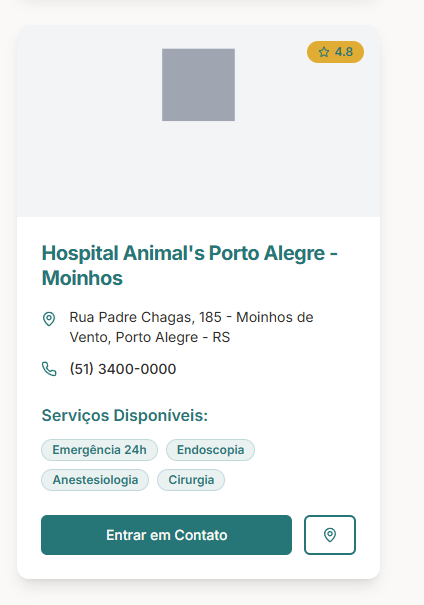 4.8
Hospital Animal's Porto Alegre -
Moinhos
Rua Padre Chagas, 185 - Moinhos de
Vento, Porto Alegre - RS
(51) 3400-0000
Serviços Disponíveis:
Emergência 24h Endoscopia
Anestesiologia Cirurgia
Entrar em Contato